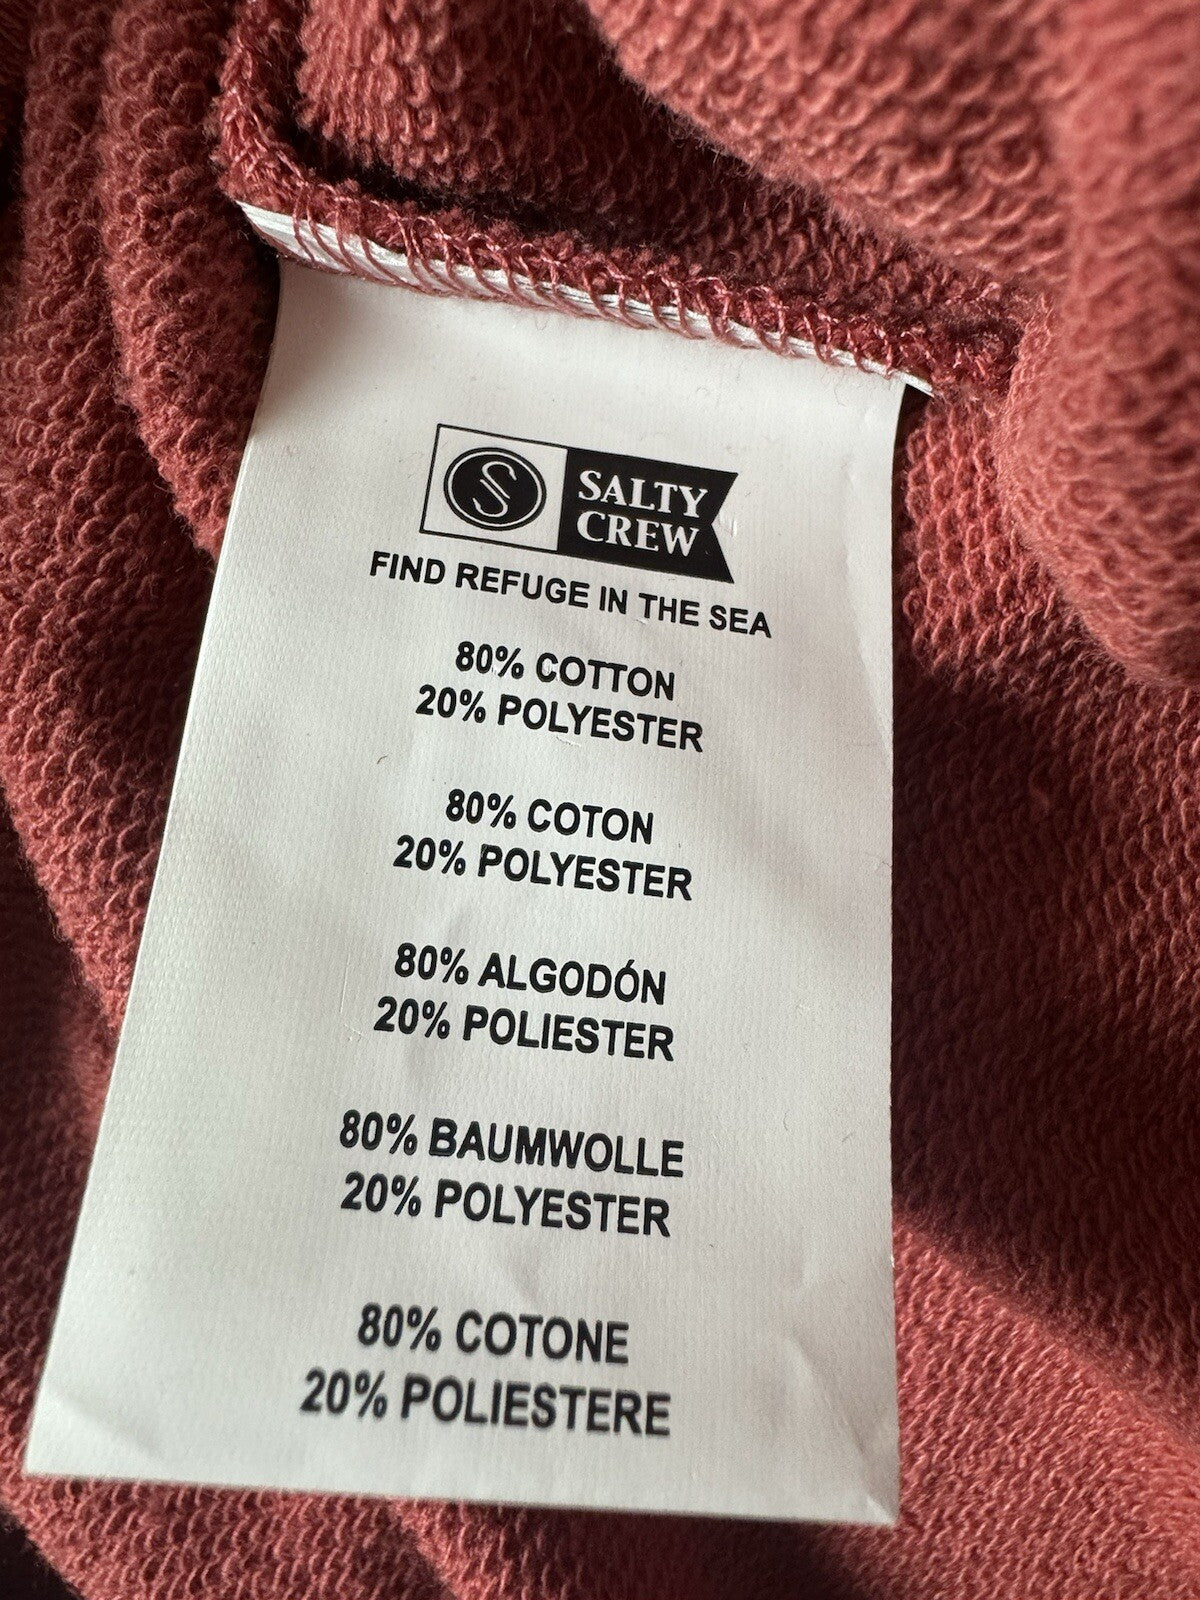 SALTY
CREW
FIND REFUGE IN THE SEA
80% COTTON
20% POLYESTER
80% COTON
20% POLYESTER
80% ALGODÓN
20% POLIESTER
80% BAUMWOLLE
20% POLYESTER
80% COTONE
20% POLIESTERE